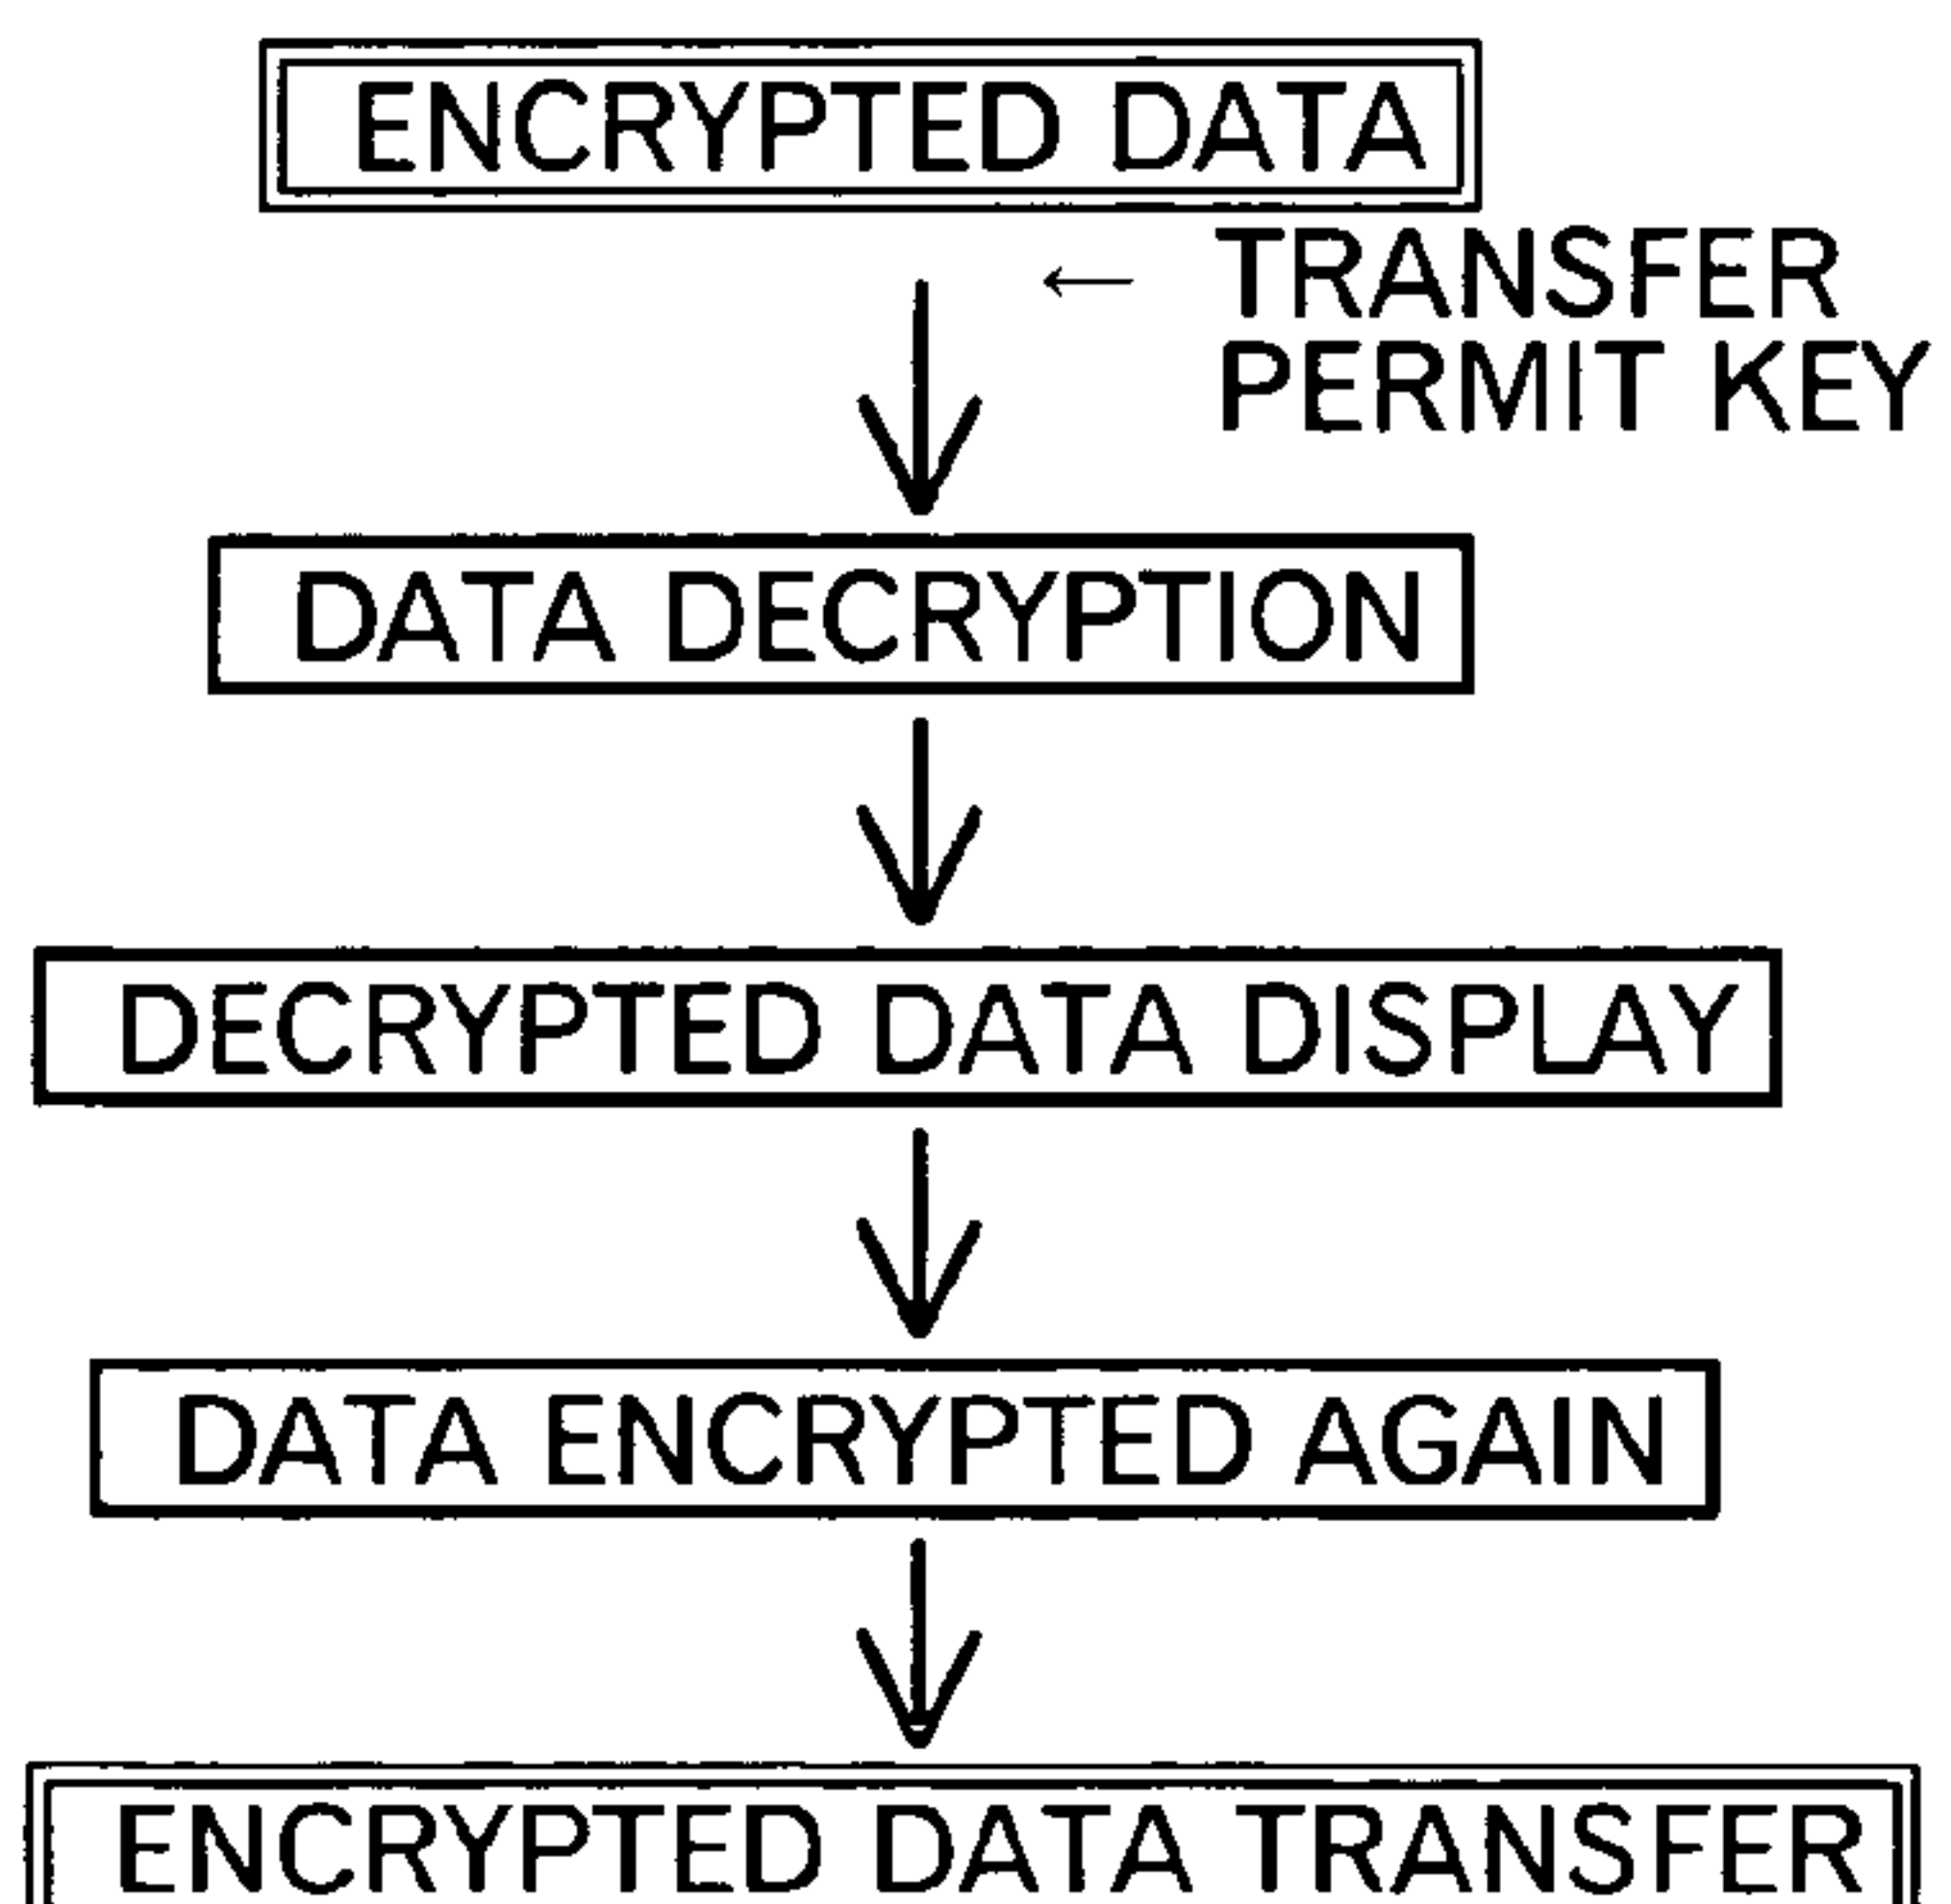 ENCRYPTED DATA
← TRANSFER
PERMIT KEY
DATA DECRYPTION
DECRYPTED DATA DISPLAY
DATA ENCRYPTED AGAIN
ENCRYPTED DATA TRANSFER